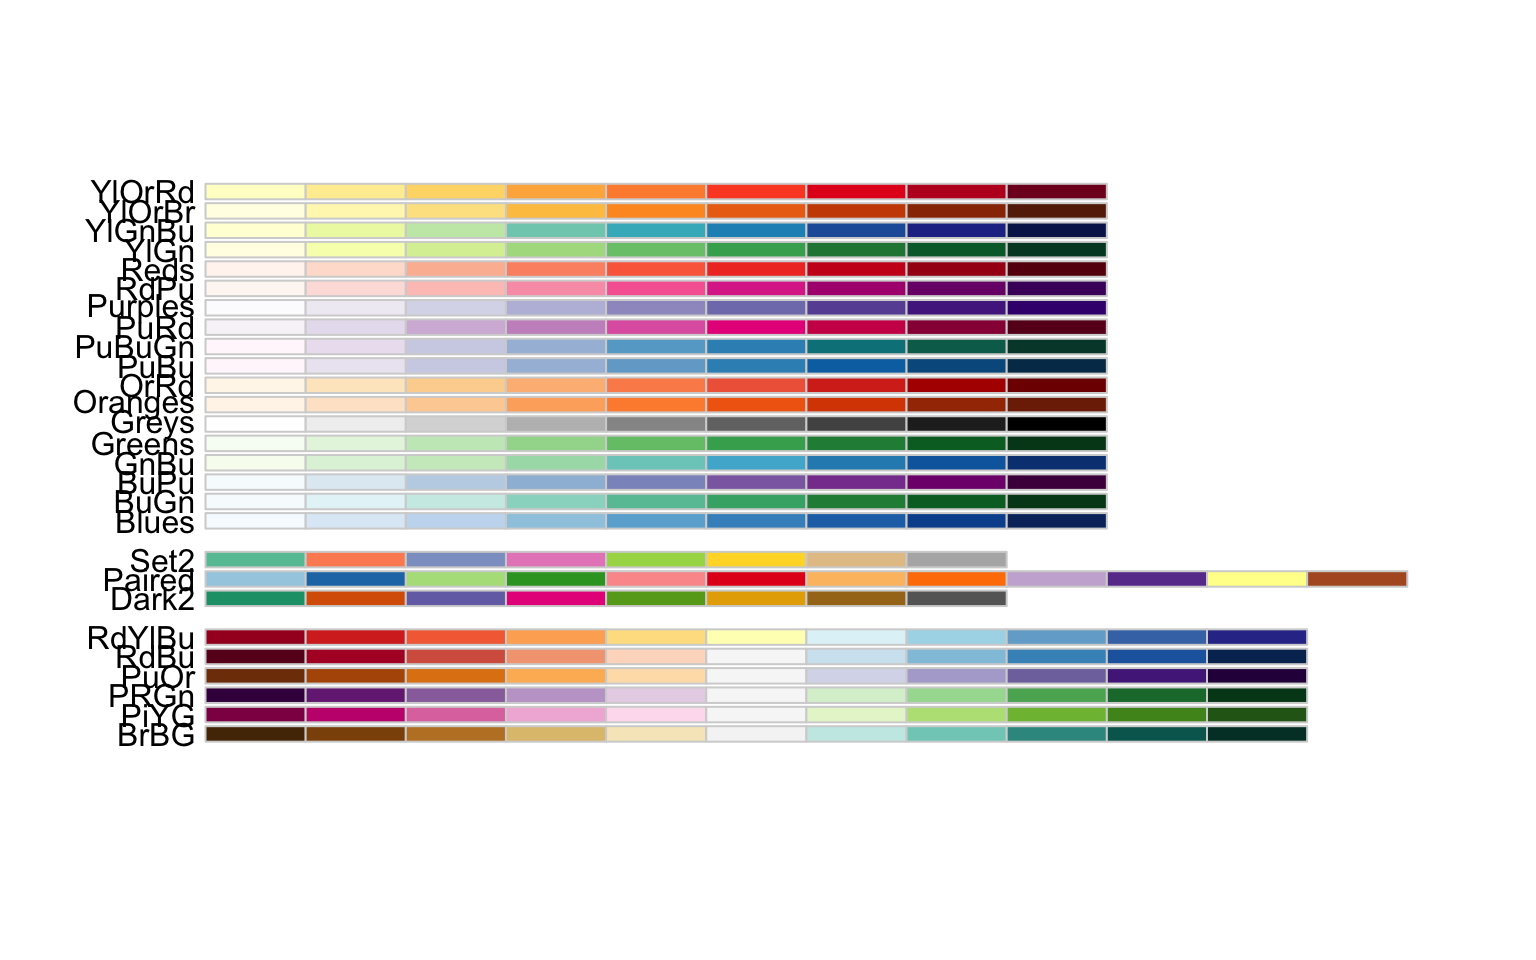 YlOrRd
YlOrBr
YlGnBu
YlGn
Reds
RdPu
Purples
PuRd
PuBuGn
PuBu
OrRd
Oranges
Greys
Greens
GnBu
BuPu
BuGn
Blues
Set2
Paired
Dark2
RdYlBu
RdBu
PuOr
PRGn
PiYG
BrBG